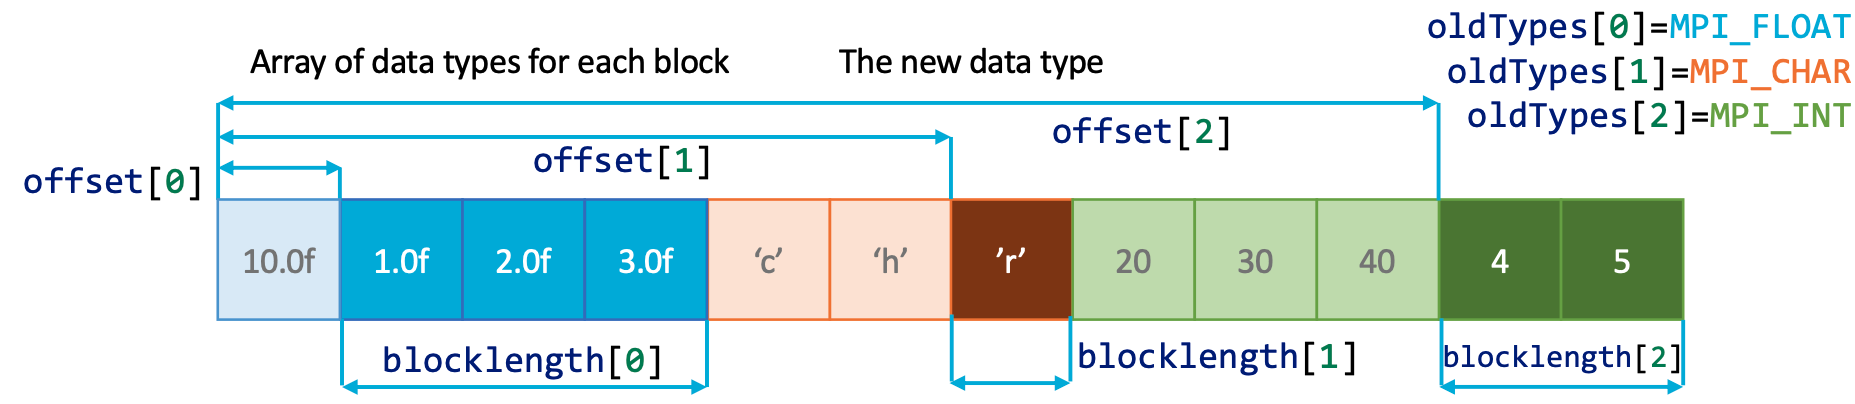 oldTypes[0]=MPI_FLOAT
Array of data types for each block
The new data type
oldTypes[1]=MPI_CHAR
oldTypes[2]=MPI_INT
offset[2]
offset[1]
offset[0]
10.0f 1.0f 2.0f 3.0f ‘c’ ‘h’ ’r’ 20 30 40 4 5
blocklength[0]
blocklength[1]
blocklength[2]